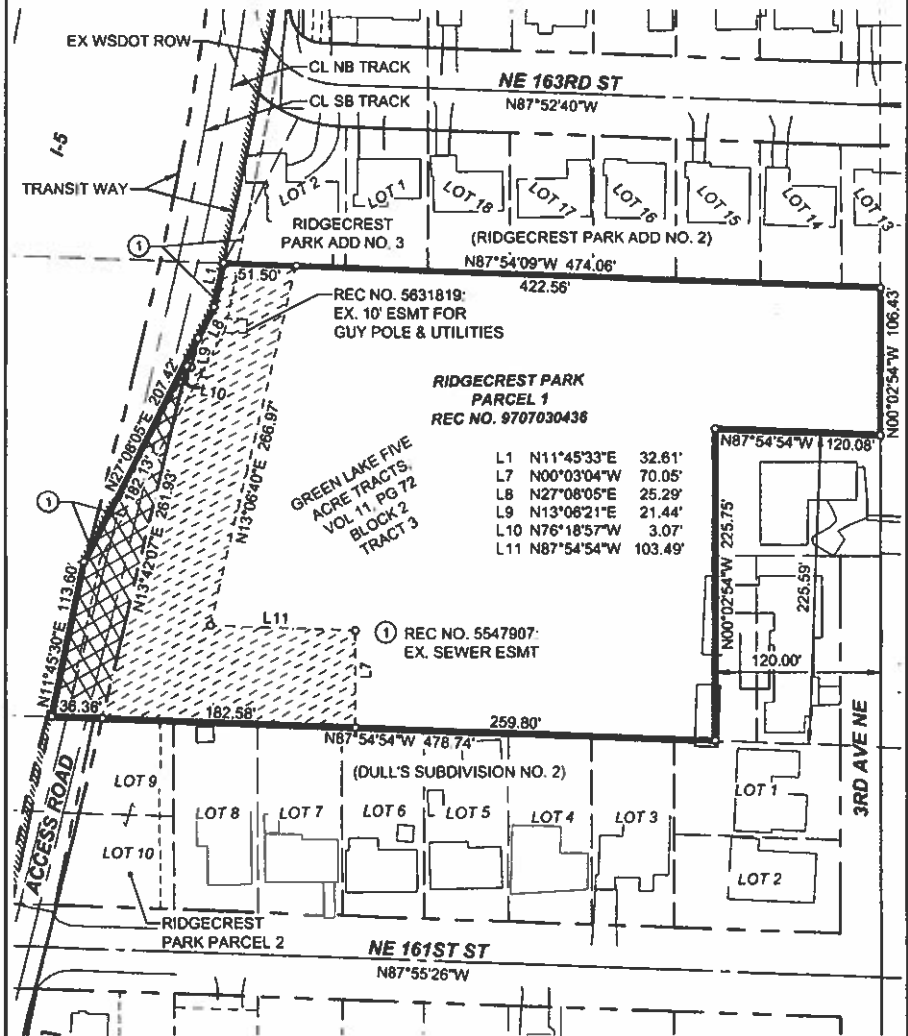 EX WSDOT ROW
CL NB TRACK
NE 163RD ST
CL SB TRACK
N87°52'40"W
I-5
TRANSIT WAY
LOT 2
LOT 1
LOT 18
LOT 17
LOT 16
LOT 15
LOT 14
LOT 13
RIDGECREST
PARK ADD NO. 3
(RIDGECREST PARK ADD NO. 2)
1
N87°54'09"W 474.06'
L1
51.50'
422.56'
REC NO. 5631819:
EX. 10' ESMT FOR
GUY POLE & UTILITIES
N00°02'54"W 106.43'
L8
L9
L10
RIDGECREST PARK
PARCEL 1
REC NO. 9707030436
N87°54'54"W 120.08'
N27°08'05"E 207.42'
182.13'
N13°42'07"E 261.93'
N13°06'40"E 266.97'
GREEN LAKE FIVE
ACRE TRACTS,
VOL 11, PG 72
BLOCK 2
TRACT 3
L1 N11°45'33"E 32.61'
L7 N00°03'04"W 70.05'
L8 N27°08'05"E 25.29'
L9 N13°06'21"E 21.44'
L10 N76°18'57"W 3.07'
L11 N87°54'54"W 103.49'
1
N00°02'54"W 225.75'
225.59'
N11°45'30"E 113.60'
L11
1 REC NO. 5547907:
EX. SEWER ESMT
L7
120.00'
36.36'
182.58'
259.80'
N87°54'54"W 478.74'
3RD AVE NE
(DULL'S SUBDIVISION NO. 2)
LOT 9
LOT 8
LOT 7
LOT 6
LOT 5
LOT 4
LOT 3
LOT 1
ACCESS ROAD
LOT 10
LOT 2
RIDGECREST
PARK PARCEL 2
NE 161ST ST
N87°55'26"W